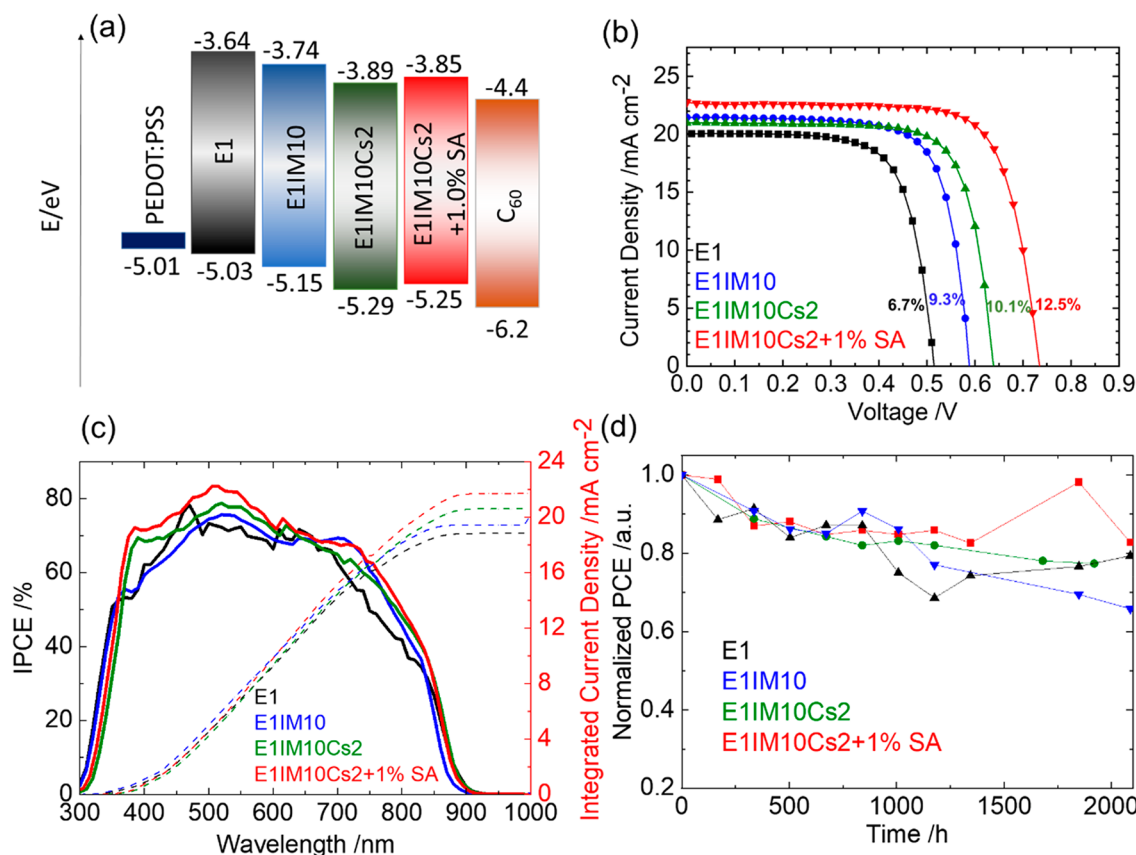 (a)
E/eV
PEDOT:PSS
-5.01
-3.64
E1
-5.03
-3.74
E1IM10
-5.15
-3.89
E1IM10Cs2
-5.29
-3.85
E1IM10Cs2
+1.0% SA
-5.25
-4.4
C₆₀
-6.2
(b)
Current Density /mA cm⁻²
25
20
15
10
5
0
E1
E1IM10
E1IM10Cs2
E1IM10Cs2+1% SA
6.7% 9.3% 10.1% 12.5%
0.0 0.1 0.2 0.3 0.4 0.5 0.6 0.7 0.8 0.9
Voltage /V
(c)
IPCE /%
80
60
40
20
0
E1
E1IM10
E1IM10Cs2
E1IM10Cs2+1% SA
24
20
16
12
8
4
0
Integrated Current Density /mA cm⁻²
300 400 500 600 700 800 900 1000
Wavelength /nm
(d)
Normalized PCE /a.u.
1.0
0.8
0.6
0.4
0.2
E1
E1IM10
E1IM10Cs2
E1IM10Cs2+1% SA
0 500 1000 1500 2000
Time /h